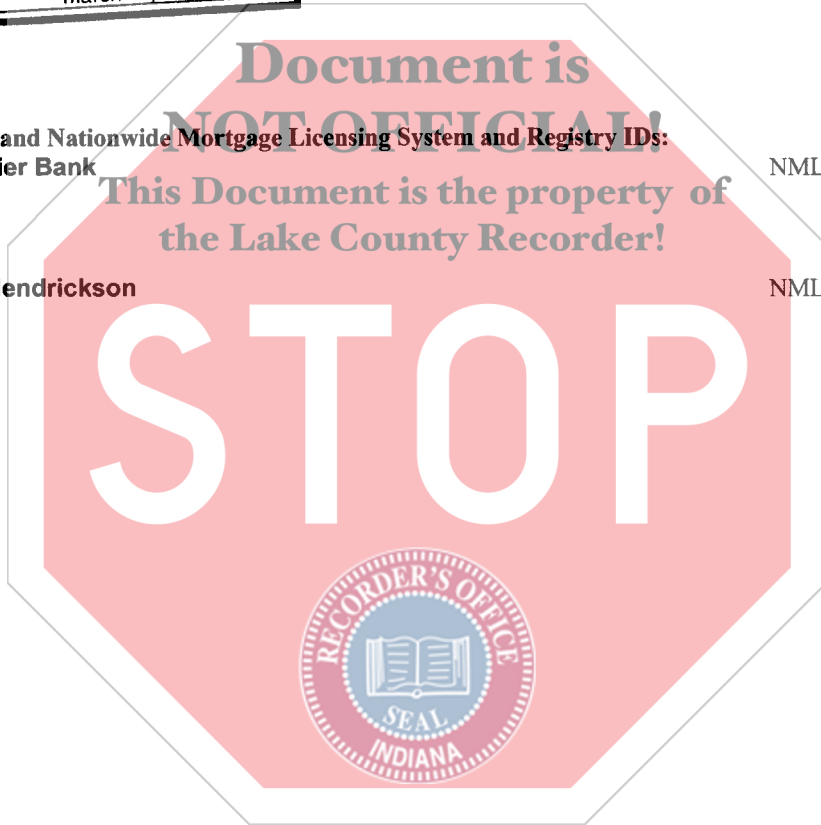 Document is
NOT OFFICIAL!
and Nationwide Mortgage Licensing System and Registry IDs:
ier Bank
NML
This Document is the property of
the Lake County Recorder!
endrickson
NML
STOP
RECORDER'S OFFICE
SEAL
INDIANA